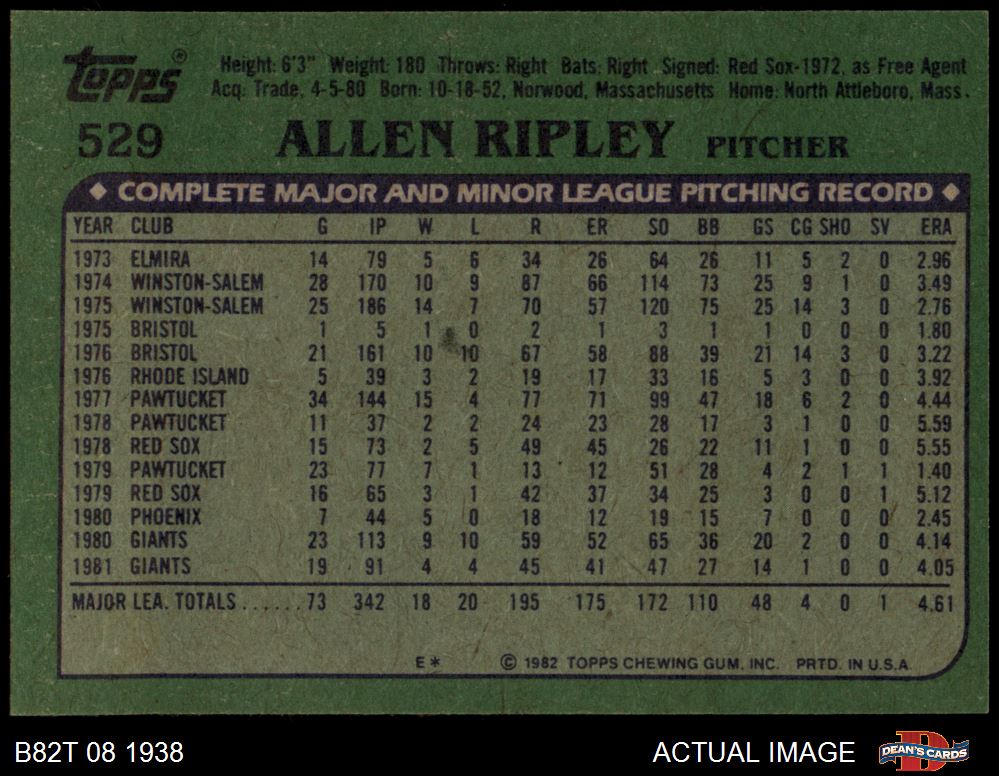 Topps® Height: 6'3" Weight: 180 Throws: Right Bats: Right Signed: Red Sox-1972, as Free Agent
Acq: Trade, 4-5-80 Born: 10-18-52, Norwood, Massachusetts Home: North Attleboro, Mass.
529 ALLEN RIPLEY PITCHER
◆ COMPLETE MAJOR AND MINOR LEAGUE PITCHING RECORD ◆
YEAR CLUB G IP W L R ER SO BB GS CG SHO SV ERA
1973 ELMIRA 14 79 5 6 34 26 64 26 11 5 2 0 2.96
1974 WINSTON-SALEM 28 170 10 9 87 66 114 73 25 9 1 0 3.49
1975 WINSTON-SALEM 25 186 14 7 70 57 120 75 25 14 3 0 2.76
1975 BRISTOL 1 5 1 0 2 1 3 1 1 0 0 0 1.80
1976 BRISTOL 21 161 10 10 67 58 88 39 21 14 3 0 3.22
1976 RHODE ISLAND 5 39 3 2 19 17 33 16 5 3 0 0 3.92
1977 PAWTUCKET 34 144 15 4 77 71 99 47 18 6 2 0 4.44
1978 PAWTUCKET 11 37 2 2 24 23 28 17 3 1 0 0 5.59
1978 RED SOX 15 73 2 5 49 45 26 22 11 1 0 0 5.55
1979 PAWTUCKET 23 77 7 1 13 12 51 28 4 2 1 1 1.40
1979 RED SOX 16 65 3 1 42 37 34 25 3 0 0 1 5.12
1980 PHOENIX 7 44 5 0 18 12 19 15 7 0 0 0 2.45
1980 GIANTS 23 113 9 10 59 52 65 36 20 2 0 0 4.14
1981 GIANTS 19 91 4 4 45 41 47 27 14 1 0 0 4.05
MAJOR LEA. TOTALS ......73 342 18 20 195 175 172 110 48 4 0 1 4.61
E* © 1982 TOPPS CHEWING GUM, INC. PRTD. IN U.S.A.
B82T 08 1938 ACTUAL IMAGE D DEAN'S CARDS